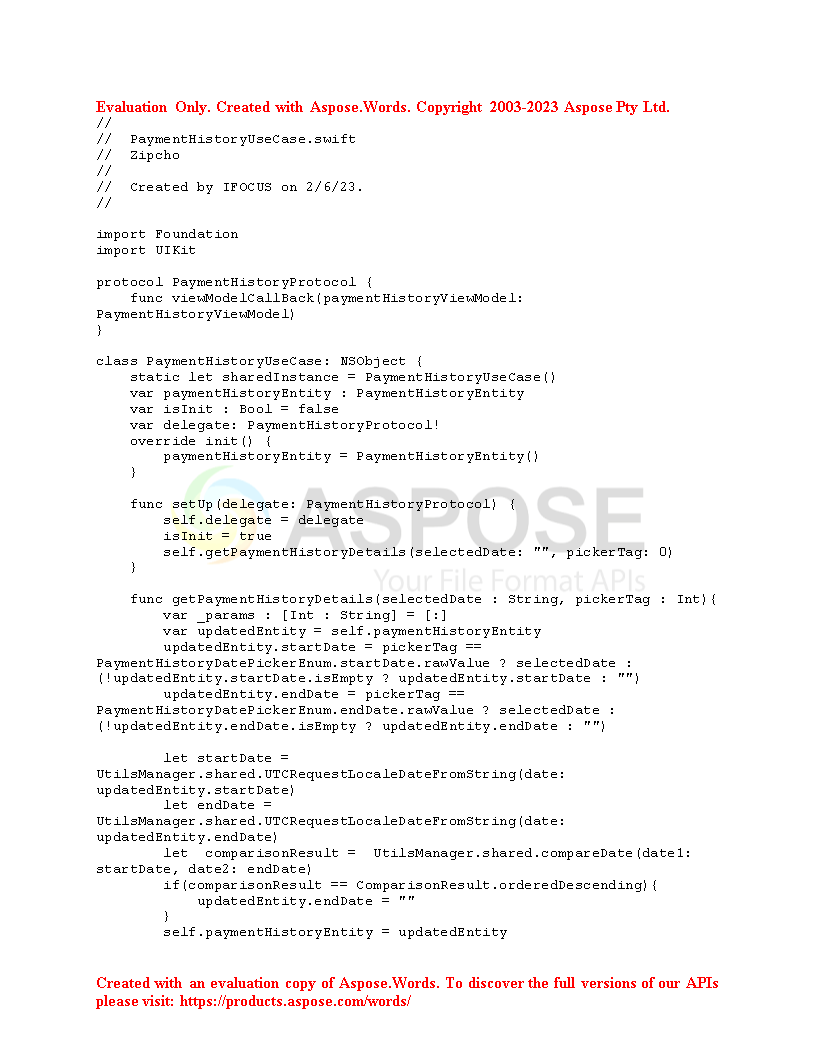 Evaluation Only. Created with Aspose.Words. Copyright 2003-2023 Aspose Pty Ltd.
//
//  PaymentHistoryUseCase.swift
//  Zipcho
//
//  Created by IFOCUS on 2/6/23.
//
import Foundation
import UIKit
protocol PaymentHistoryProtocol {
    func viewModelCallBack(paymentHistoryViewModel:
PaymentHistoryViewModel)
}
class PaymentHistoryUseCase: NSObject {
    static let sharedInstance = PaymentHistoryUseCase()
    var paymentHistoryEntity : PaymentHistoryEntity
    var isInit : Bool = false
    var delegate: PaymentHistoryProtocol!
    override init() {
        paymentHistoryEntity = PaymentHistoryEntity()
    }
    func setUp(delegate: PaymentHistoryProtocol) {
        self.delegate = delegate
        isInit = true
        self.getPaymentHistoryDetails(selectedDate: "", pickerTag: 0)
    }
ASPOSE
Your File Format APIs
    func getPaymentHistoryDetails(selectedDate : String, pickerTag : Int){
        var _params : [Int : String] = [:]
        var updatedEntity = self.paymentHistoryEntity
        updatedEntity.startDate = pickerTag ==
PaymentHistoryDatePickerEnum.startDate.rawValue ? selectedDate :
(!updatedEntity.startDate.isEmpty ? updatedEntity.startDate : "")
        updatedEntity.endDate = pickerTag ==
PaymentHistoryDatePickerEnum.endDate.rawValue ? selectedDate :
(!updatedEntity.endDate.isEmpty ? updatedEntity.endDate : "")
        let startDate =
UtilsManager.shared.UTCRequestLocaleDateFromString(date:
updatedEntity.startDate)
        let endDate =
UtilsManager.shared.UTCRequestLocaleDateFromString(date:
updatedEntity.endDate)
        let  comparisonResult =  UtilsManager.shared.compareDate(date1:
startDate, date2: endDate)
        if(comparisonResult == ComparisonResult.orderedDescending){
            updatedEntity.endDate = ""
        }
        self.paymentHistoryEntity = updatedEntity
Created with an evaluation copy of Aspose.Words. To discover the full versions of our APIs
please visit: https://products.aspose.com/words/